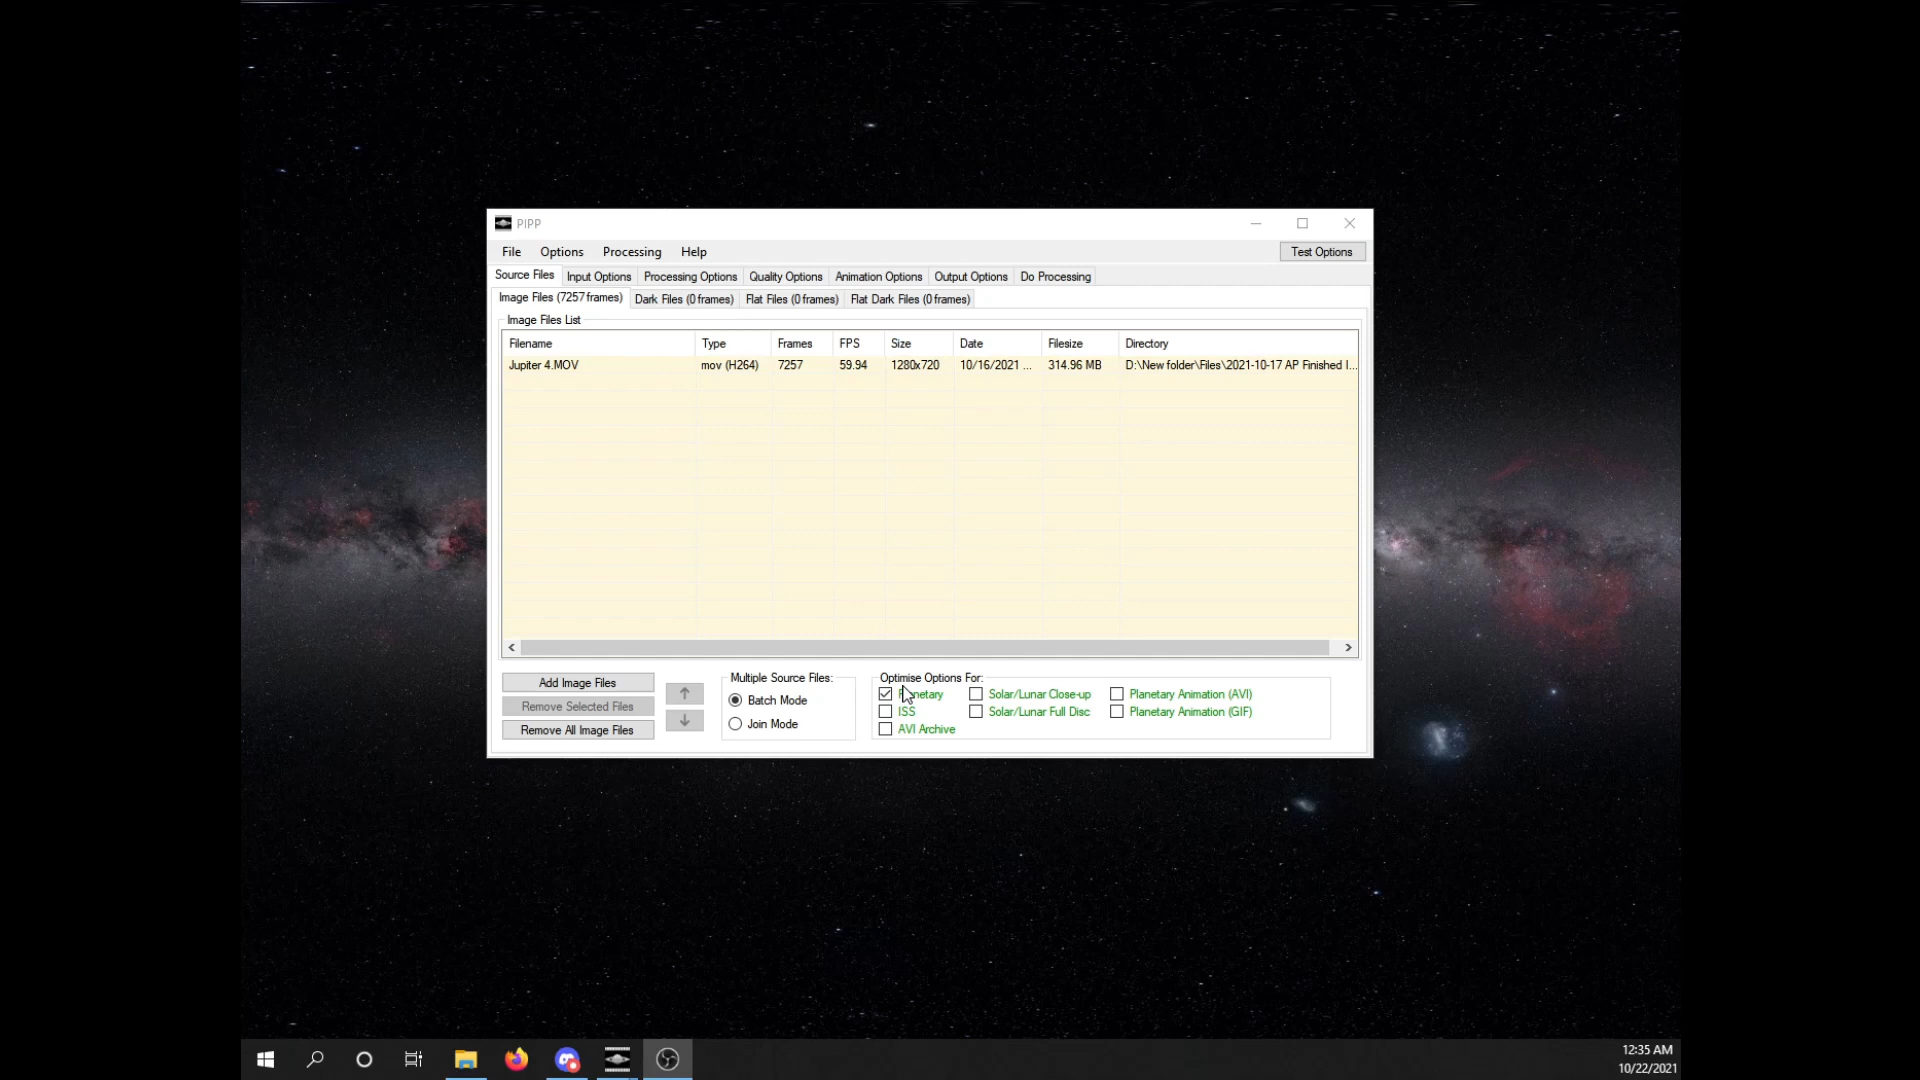 PIPP
File Options Processing Help Test Options
Source Files Input Options Processing Options Quality Options Animation Options Output Options Do Processing
Image Files (7257 frames) Dark Files (0 frames) Flat Files (0 frames) Flat Dark Files (0 frames)
Image Files List
Filename Type Frames FPS Size Date Filesize Directory
Jupiter 4.MOV mov (H264) 7257 59.94 1280x720 10/16/2021 ... 314.96 MB D:\New folder\Files\2021-10-17 AP Finished I...
Add Image Files
Remove Selected Files
Remove All Image Files
Multiple Source Files:
Batch Mode
Join Mode
Optimise Options For:
Planetary Solar/Lunar Close-up Planetary Animation (AVI)
ISS Solar/Lunar Full Disc Planetary Animation (GIF)
AVI Archive
12:35 AM
10/22/2021